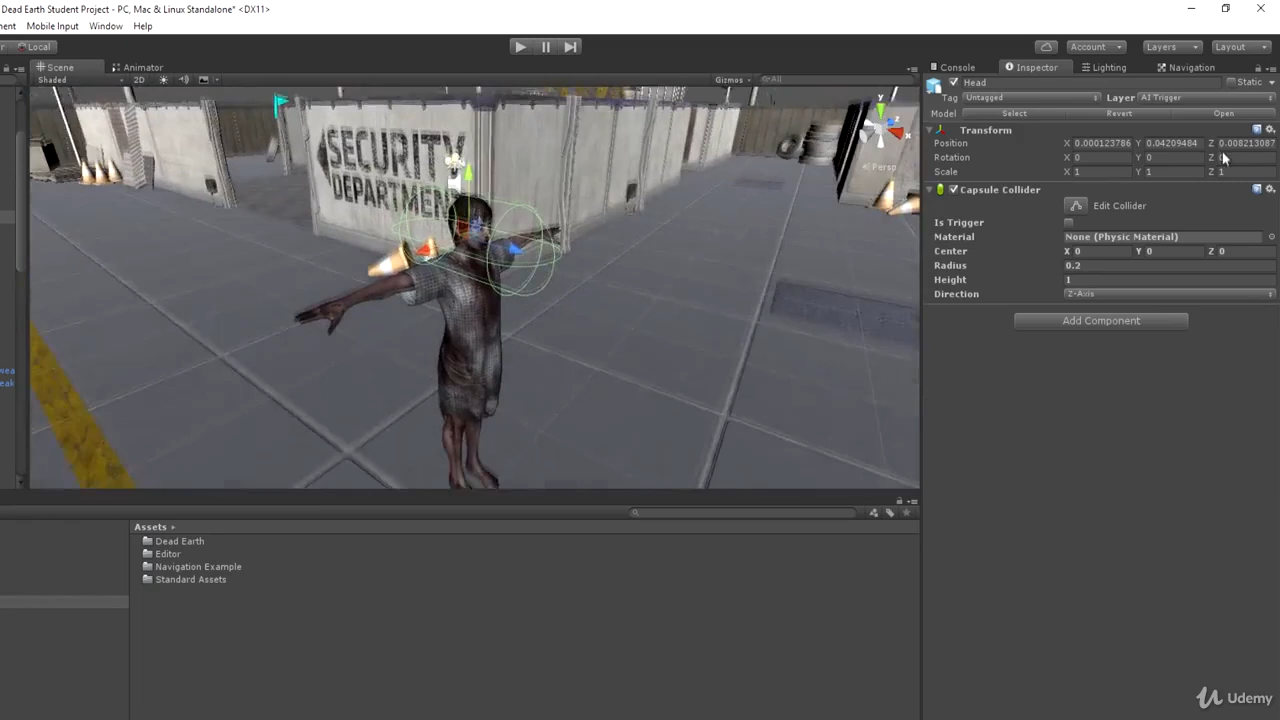 Dead Earth Student Project - PC, Mac & Linux Standalone* <DX11>
Mobile Input Window Help
Local Account Layers Layout
Scene Animator Console Inspector Lighting Navigation
Shaded 2D Gizmos All
Head Static
Tag Untagged Layer AI Trigger
Model Select Revert Open
Transform
Position X 0.000123786 Y 0.04209484 Z 0.008213087
Rotation X 0 Y 0 Z
Scale X 1 Y 1 Z 1
Capsule Collider
Edit Collider
Is Trigger
Material None (Physic Material)
Center X 0 Y 0 Z 0
Radius 0.2
Height 1
Direction Z-Axis
Add Component
SECURITY
DEPARTMENT
y
z
x
Persp
Assets
Dead Earth
Editor
Navigation Example
Standard Assets
Udemy